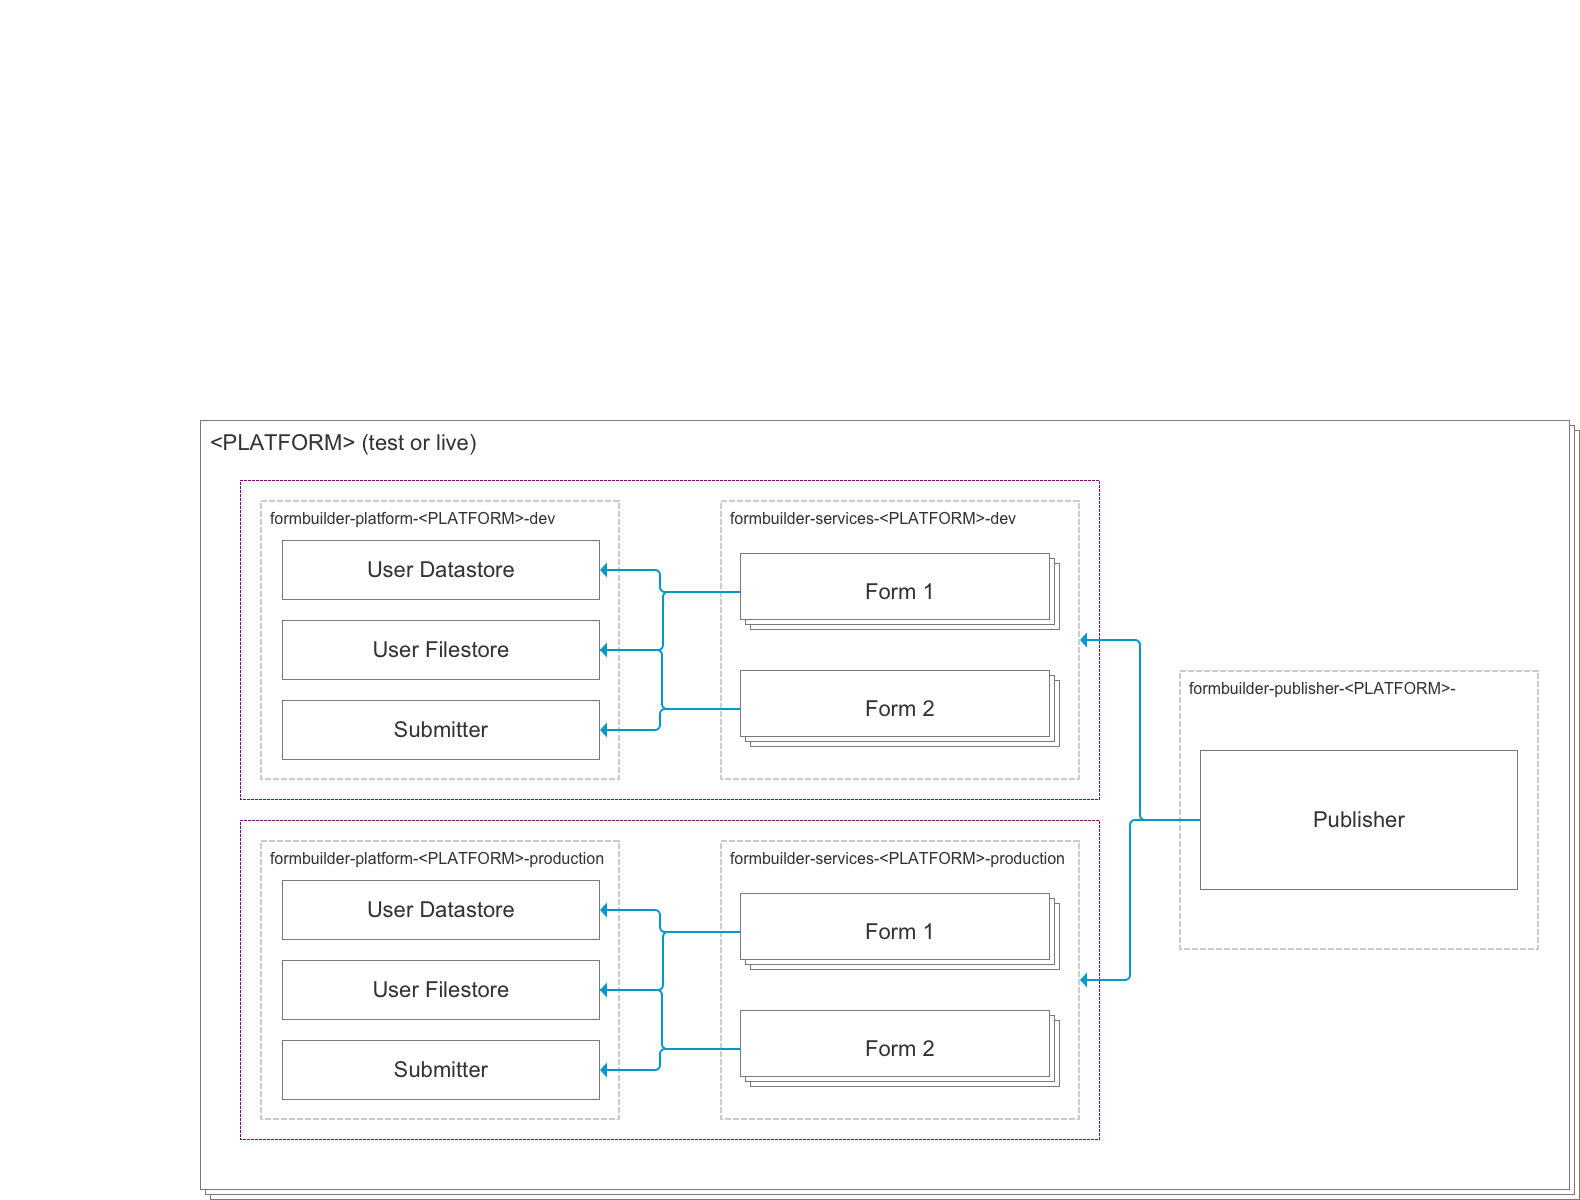 <PLATFORM> (test or live)
formbuilder-platform-<PLATFORM>-dev
User Datastore
User Filestore
Submitter
formbuilder-services-<PLATFORM>-dev
Form 1
Form 2
formbuilder-platform-<PLATFORM>-production
User Datastore
User Filestore
Submitter
formbuilder-services-<PLATFORM>-production
Form 1
Form 2
formbuilder-publisher-<PLATFORM>-
Publisher